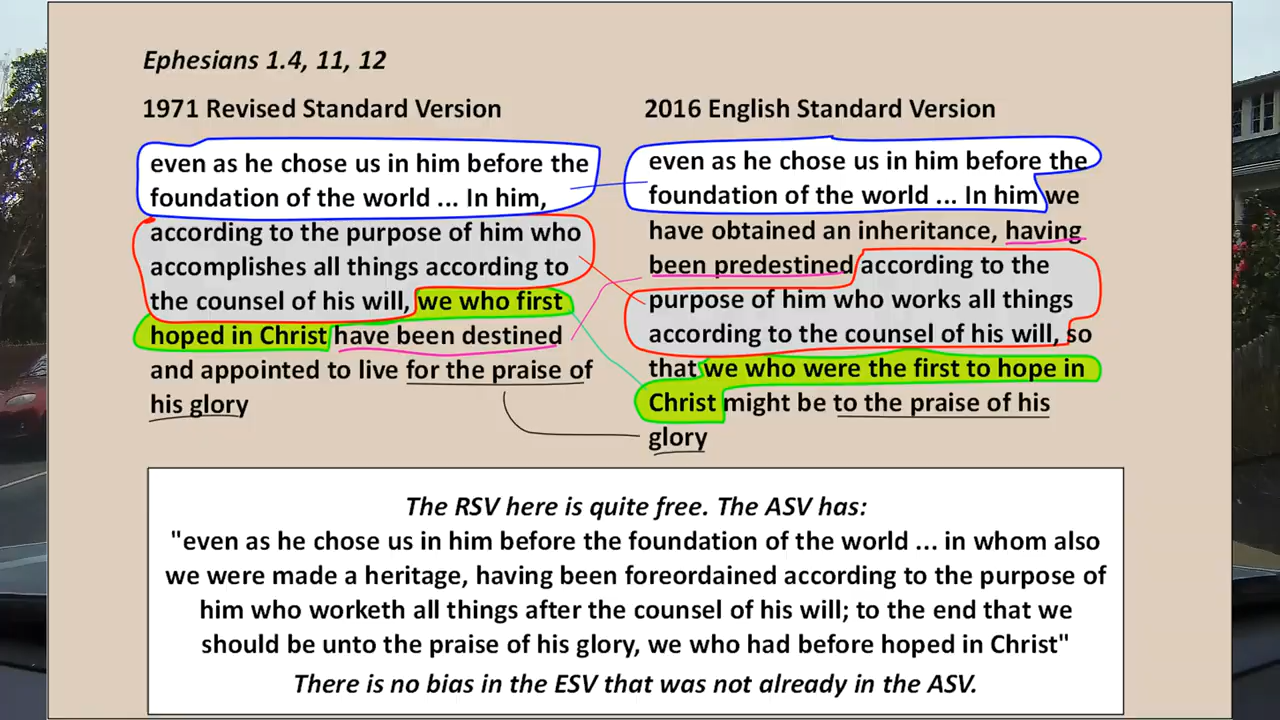 Ephesians 1.4, 11, 12
1971 Revised Standard Version
even as he chose us in him before the
foundation of the world ... In him,
according to the purpose of him who
accomplishes all things according to
the counsel of his will, we who first
hoped in Christ have been destined
and appointed to live for the praise of
his glory
2016 English Standard Version
even as he chose us in him before the
foundation of the world ... In him we
have obtained an inheritance, having
been predestined according to the
purpose of him who works all things
according to the counsel of his will, so
that we who were the first to hope in
Christ might be to the praise of his
glory
The RSV here is quite free. The ASV has:
"even as he chose us in him before the foundation of the world ... in whom also
we were made a heritage, having been foreordained according to the purpose of
him who worketh all things after the counsel of his will; to the end that we
should be unto the praise of his glory, we who had before hoped in Christ"
There is no bias in the ESV that was not already in the ASV.